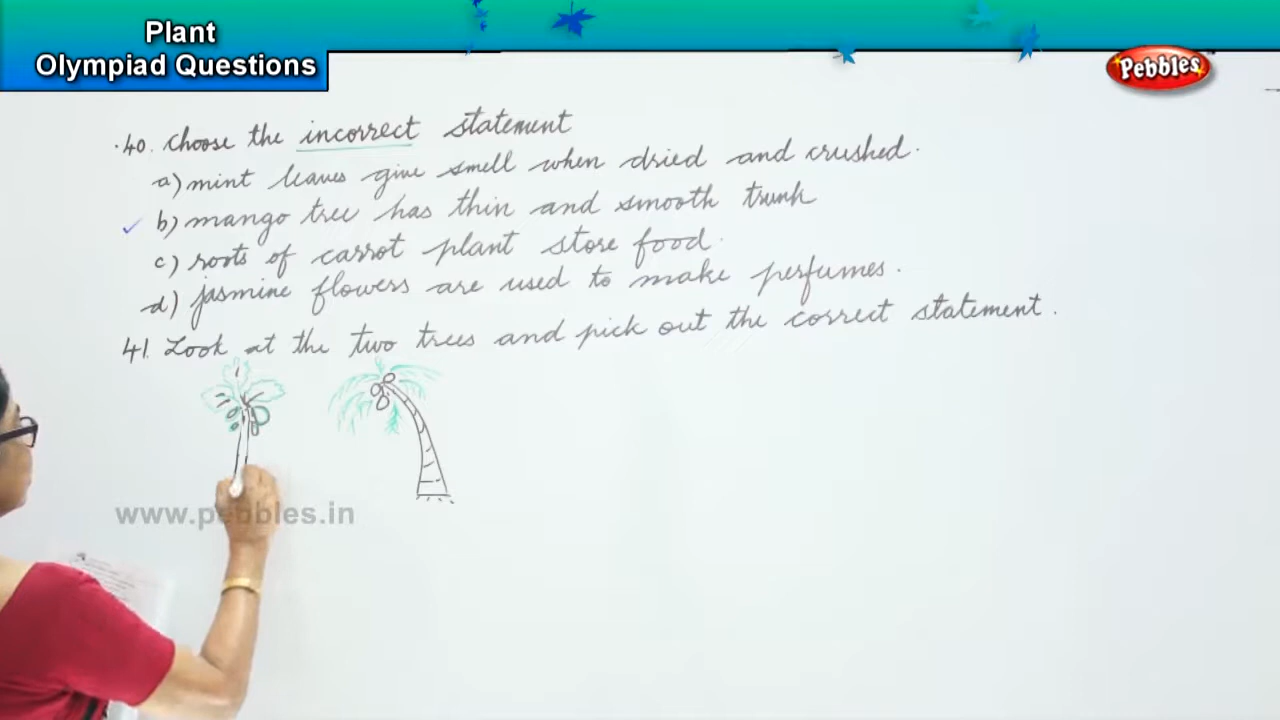 Plant
Olympiad Questions
Pebbles
40. Choose the incorrect statement
a) mint leaves give smell when dried and crushed.
b) mango tree has thin and smooth trunk
c) roots of carrot plant store food.
d) jasmine flowers are used to make perfumes.
41. Look at the two trees and pick out the correct statement.
www.pebbles.in